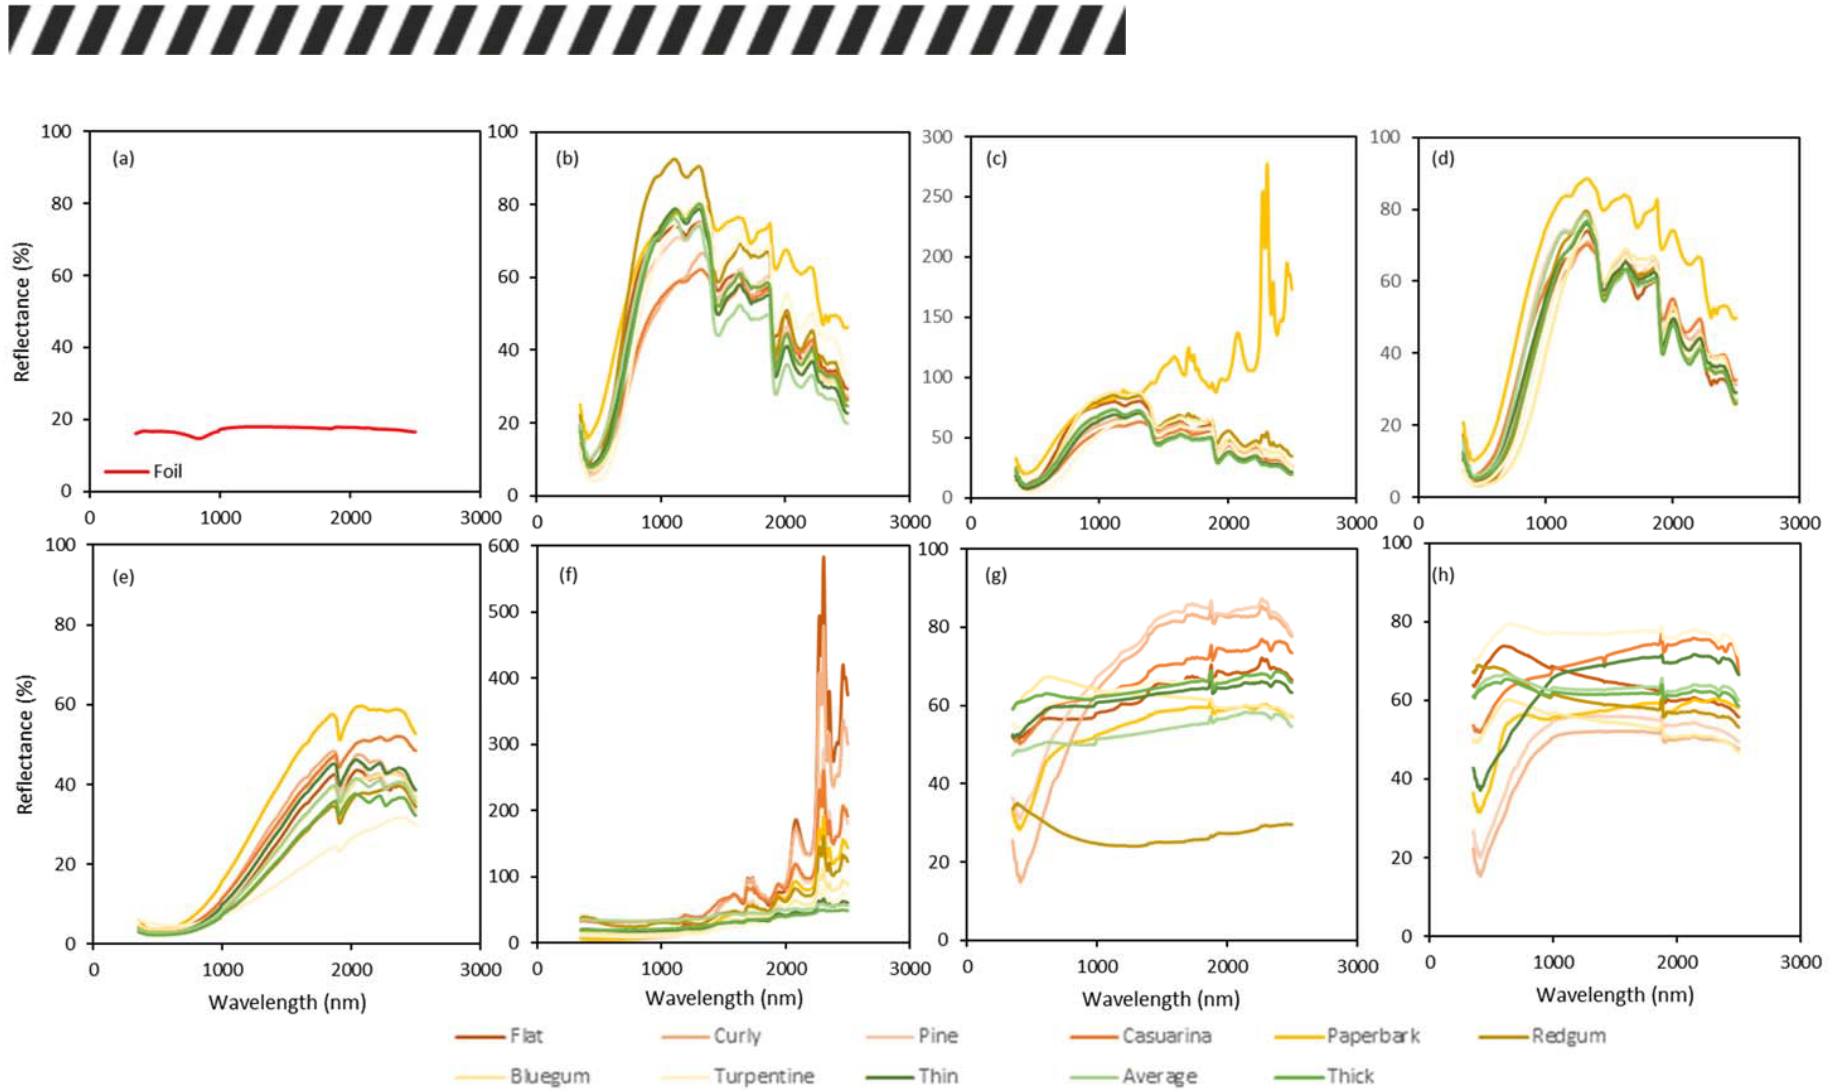 100 100 300 100
(a) (b) (c) (d)
80 80 250 80
200
60 60 60
150
40 40 40
100
20 20 50 20
Foil
0 0 0 0
Reflectance (%)
0 1000 2000 3000 0 1000 2000 3000 0 1000 2000 3000 0 1000 2000 3000
100 600 100 100
(e) (f) (g) (h)
500
80 80 80
400
60 60 60
300
40 40 40
200
20 100 20 20
0 0 0 0
Reflectance (%)
0 1000 2000 3000 0 1000 2000 3000 0 1000 2000 3000 0 1000 2000 3000
Wavelength (nm) Wavelength (nm) Wavelength (nm) Wavelength (nm)
Flat Curly Pine Casuarina Paperbark Redgum
Bluegum Turpentine Thin Average Thick